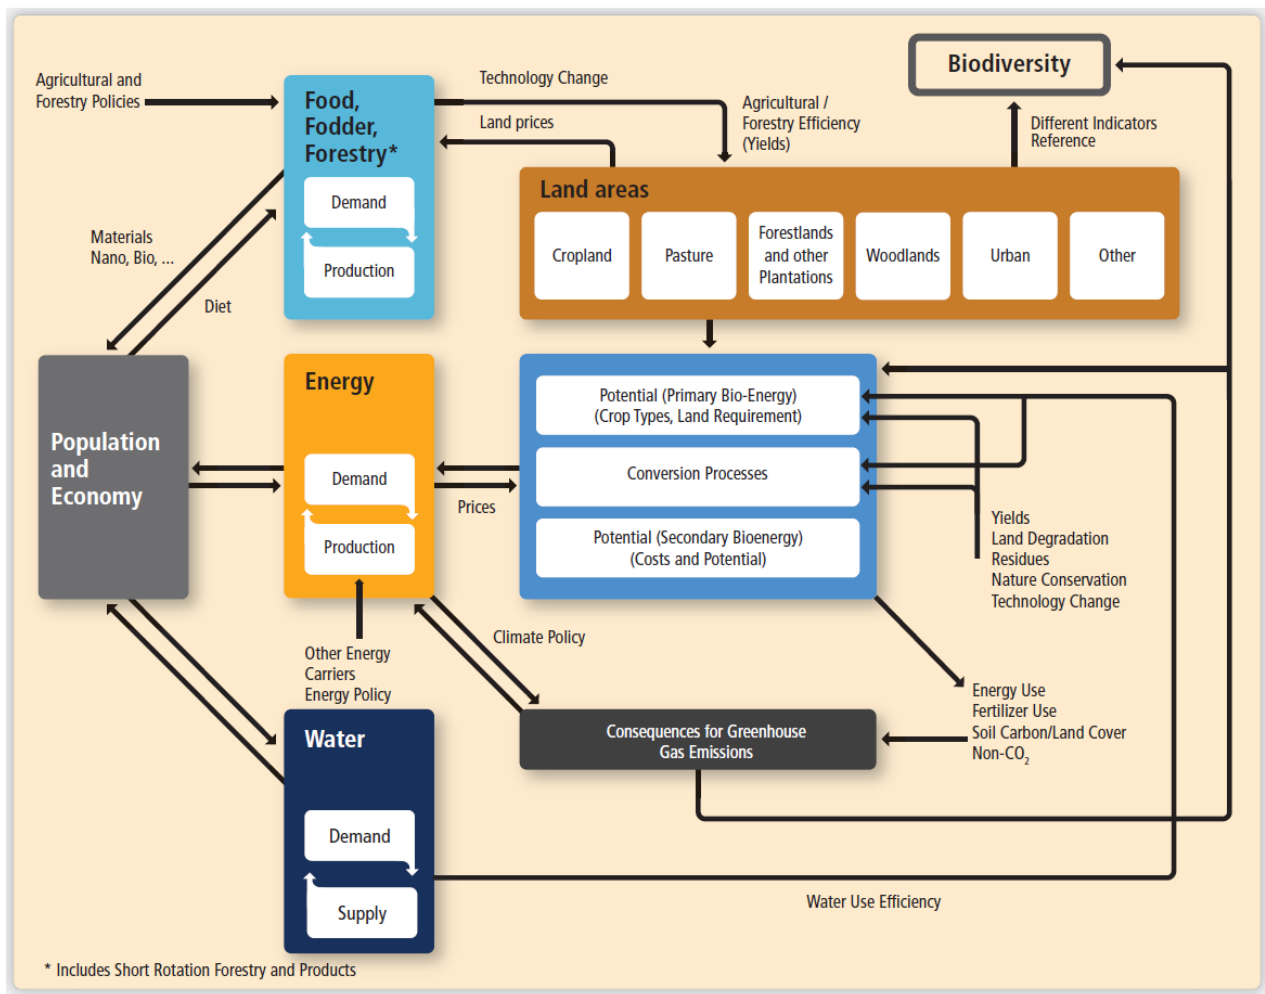 Agricultural and
Forestry Policies
Food,
Fodder,
Forestry*
Demand
Production
Technology Change
Land prices
Agricultural /
Forestry Efficiency
(Yields)
Biodiversity
Different Indicators
Reference
Land areas
Cropland
Pasture
Forestlands
and other
Plantations
Woodlands
Urban
Other
Materials
Nano, Bio, ...
Diet
Population
and
Economy
Energy
Demand
Production
Prices
Potential (Primary Bio-Energy)
(Crop Types, Land Requirement)
Conversion Processes
Potential (Secondary Bioenergy)
(Costs and Potential)
Yields
Land Degradation
Residues
Nature Conservation
Technology Change
Other Energy
Carriers
Energy Policy
Climate Policy
Consequences for Greenhouse
Gas Emissions
Energy Use
Fertilizer Use
Soil Carbon/Land Cover
Non-CO₂
Water
Demand
Supply
Water Use Efficiency
* Includes Short Rotation Forestry and Products